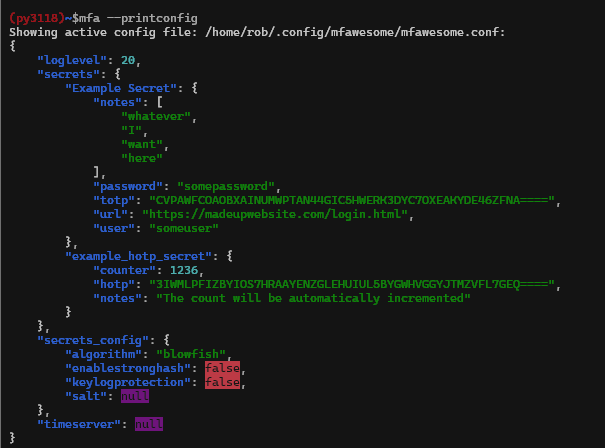 (py3118)~$mfa --printconfig
Showing active config file: /home/rob/.config/mfawesome/mfawesome.conf:
{
    "loglevel": 20,
    "secrets": {
        "Example Secret": {
            "notes": [
                "whatever",
                "I",
                "want",
                "here"
            ],
            "password": "somepassword",
            "totp": "CVPAWFCOAOBXAINUMWPTAN44GIC5HWERK3DYC7OXEAKYDE46ZFNA====",
            "url": "https://madeupwebsite.com/login.html",
            "user": "someuser"
        },
        "example_hotp_secret": {
            "counter": 1236,
            "hotp": "3IWMLPFIZBYIOS7HRAAYENZGLEHUIUL5BYGWHVGGYJTMZVFL7GEQ====",
            "notes": "The count will be automatically incremented"
        }
    },
    "secrets_config": {
        "algorithm": "blowfish",
        "enablestronghash": false,
        "keylogprotection": false,
        "salt": null
    },
    "timeserver": null
}